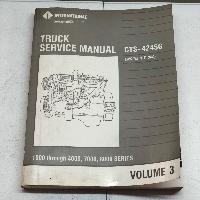 INTERNATIONAL
TRUCK
SERVICE MANUAL
CTS-4245G
1000 through 4000, 7000, 8000 SERIES
VOLUME 3